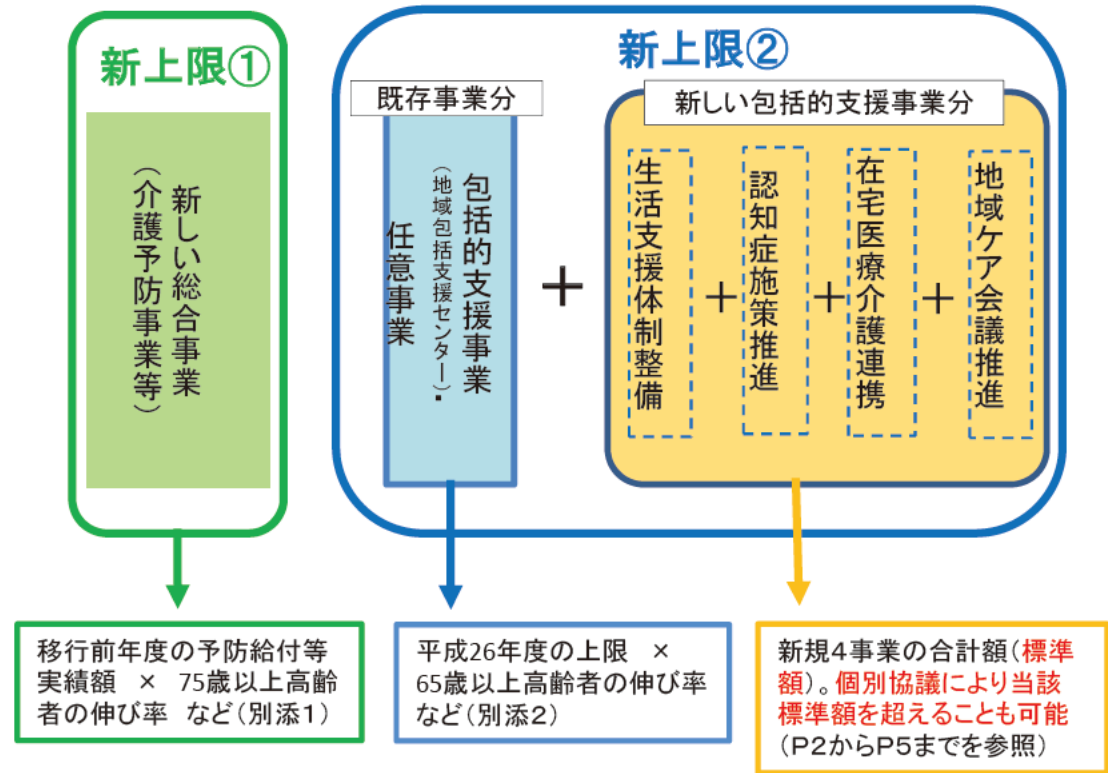 新上限①
新しい総合事業
（介護予防事業等）
新上限②
既存事業分
包括的支援事業
（地域包括支援センター）・
任意事業
＋
新しい包括的支援事業分
生活支援体制整備
＋
認知症施策推進
＋
在宅医療介護連携
＋
地域ケア会議推進
移行前年度の予防給付等
実績額　×　75歳以上高齢
者の伸び率　など（別添１）
平成26年度の上限　×
65歳以上高齢者の伸び率
など（別添２）
新規４事業の合計額（標準
額）。個別協議により当該
標準額を超えることも可能
（P２からP５までを参照）